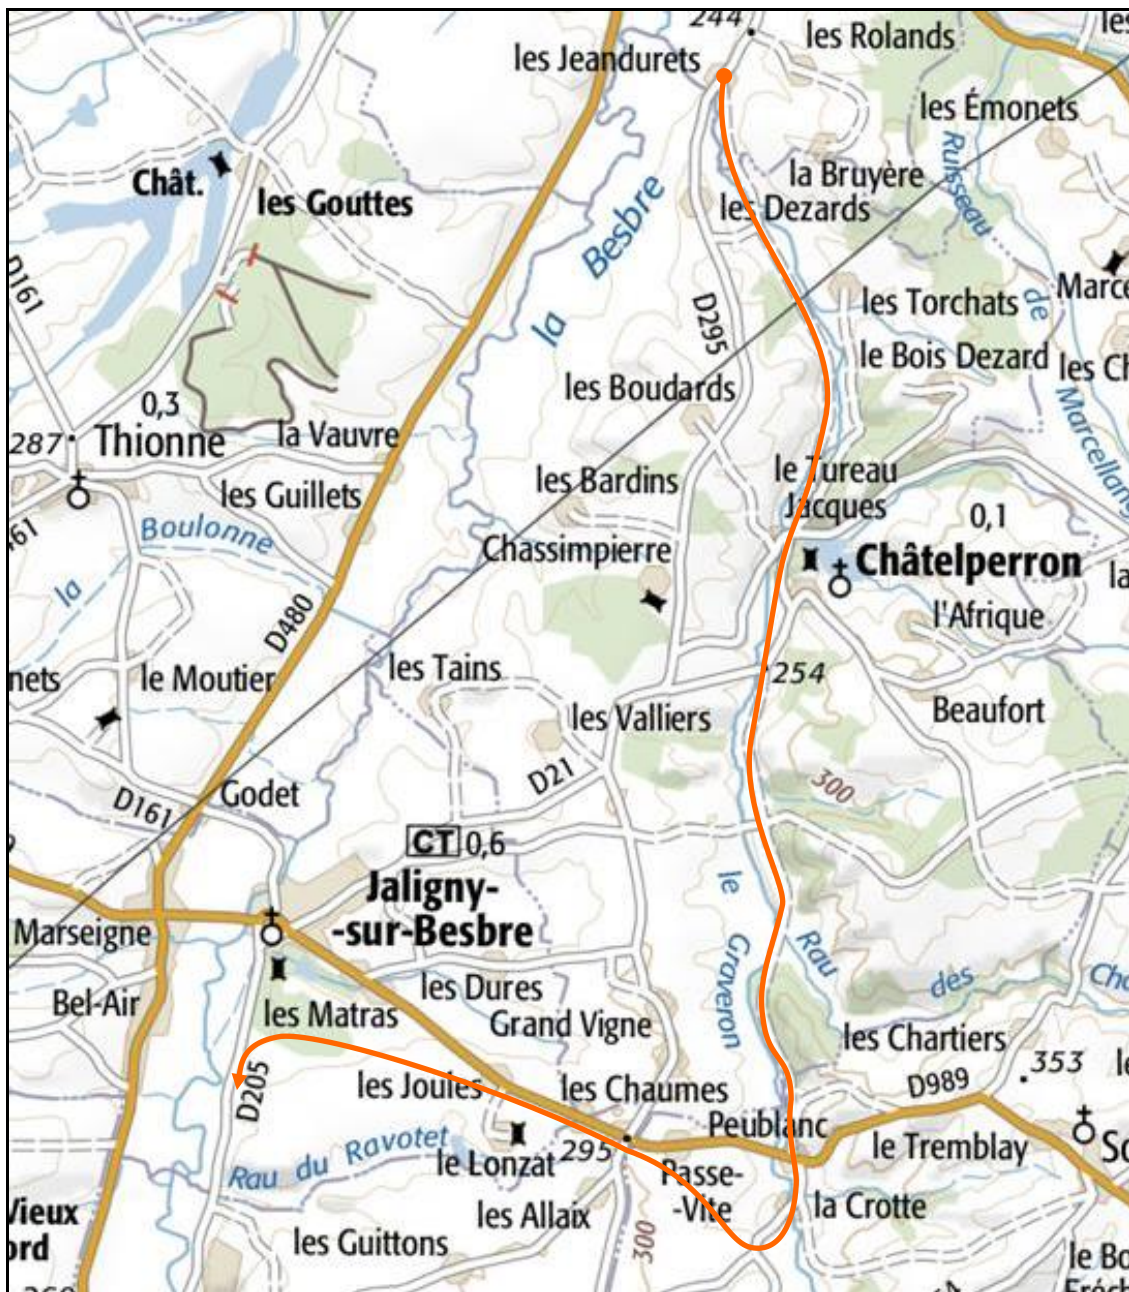 244
les Rolands
les Jeandurets
les Émonets
la Bruyère
Chât.
les Gouttes
les Dezards
Ruisseau
de
Marcellang
la
Besbre
D161
D295
les Torchats
le Bois Dezard
les Boudards
0,3
287
Thionne
la Vauvre
les Guillets
les Bardins
le Tureau
Jacques
0,1
la
Boulonne
Chassimpierre
Châtelperron
l'Afrique
D480
nets
le Moutier
les Tains
254
les Valliers
Beaufort
D21
300
Godet
D161
CT 0,6
Jaligny-
-sur-Besbre
le
Graveron
Marseigne
Rau
des
Bel-Air
les Matras
les Dures
Grand Vigne
les Chartiers
353
D205
les Joules
les Chaumes
D989
Peublanc
le Tremblay
Rau du Ravotet
le Lonzat
295
Passe-
-Vite
la Crotte
les Allaix
300
Vieux
les Guittons
le Bo